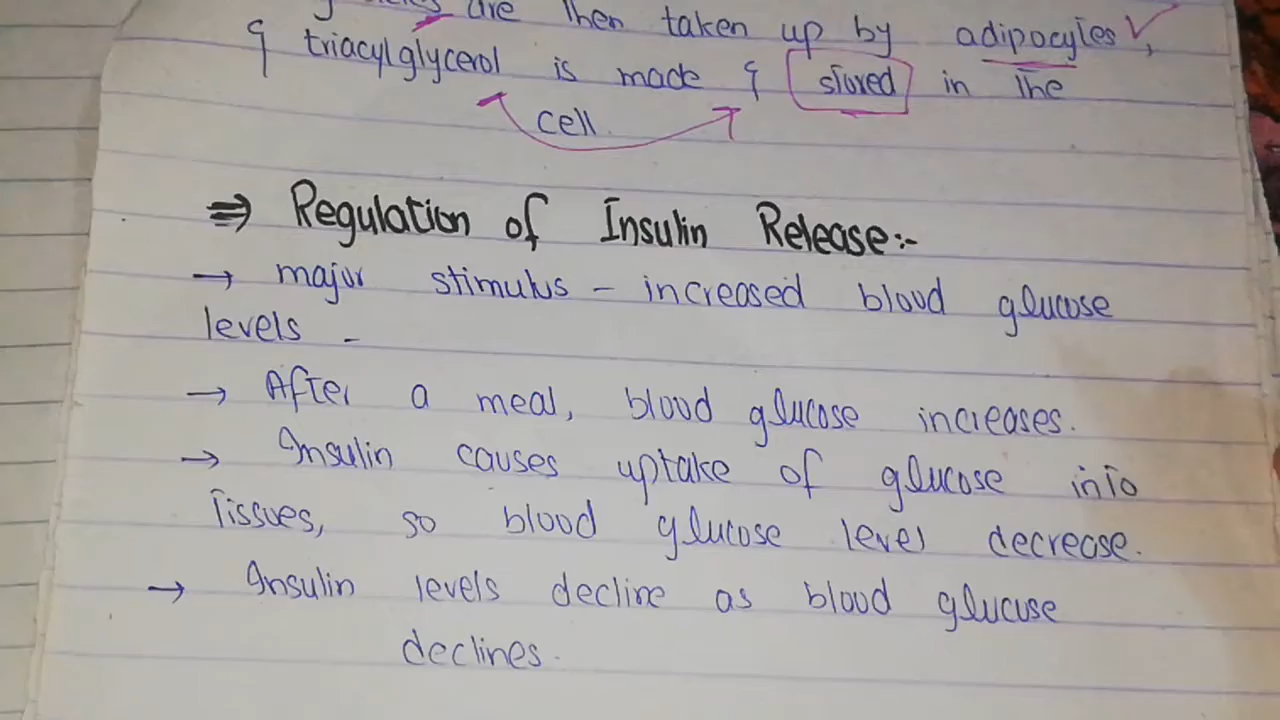 are then taken up by adipocytes,
& triacylglycerol is made & stored in the
cell.
⇒ Regulation of Insulin Release:-
→ major stimulus - increased blood glucose
levels -
→ After a meal, blood glucose increases.
→ Insulin causes uptake of glucose into
tissues, so blood glucose level decrease.
→ Insulin levels decline as blood glucose
declines.